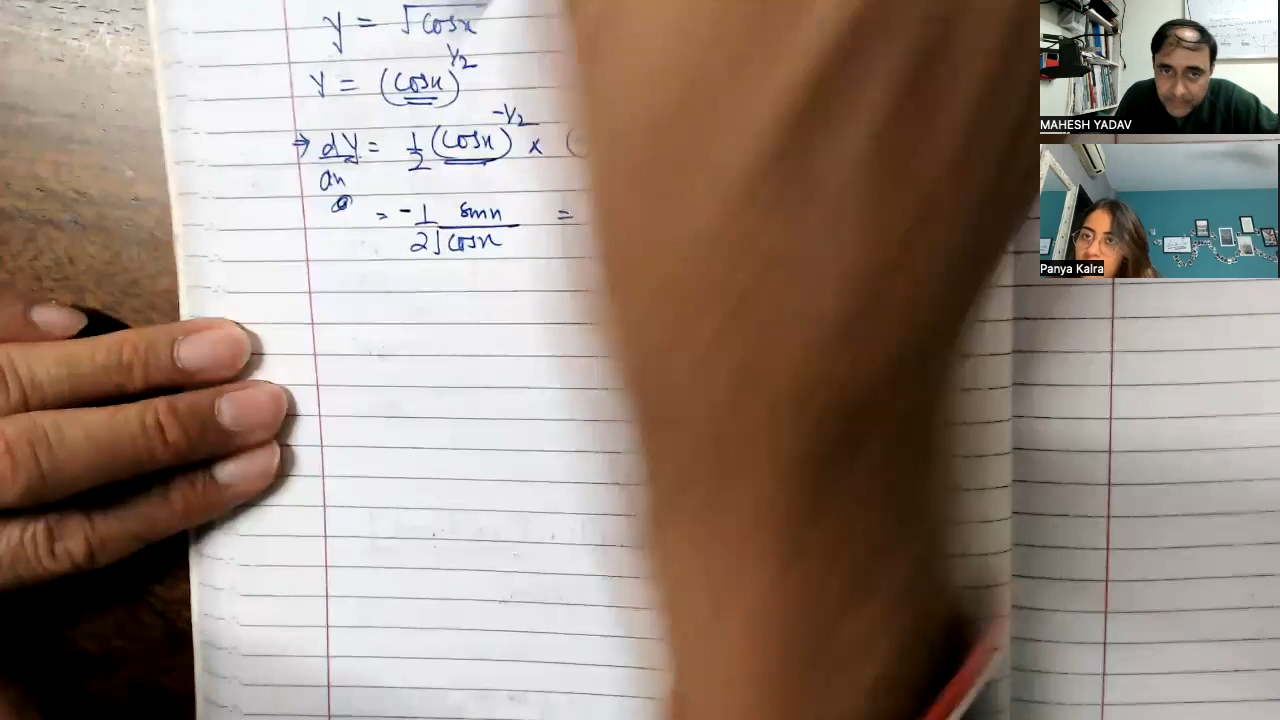 y = √cosx
y = (cosx)^1/2
⇒ dy/dx = 1/2 (cosx)^-1/2 × (
= -1/2 sinx/√cosx =
MAHESH YADAV
Panya Kalra